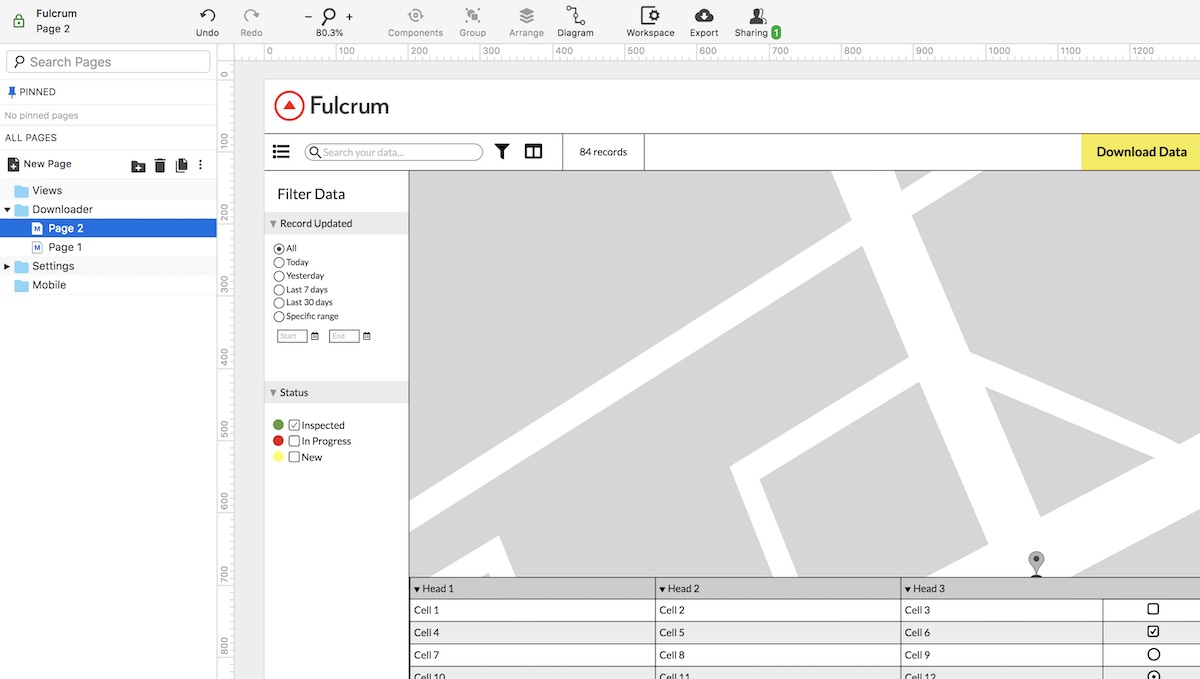 Fulcrum
Page 2
Undo
Redo
80.3%
Components
Group
Arrange
Diagram
Workspace
Export
Sharing 1
0 100 200 300 400 500 600 700 800 900 1000 1100 1200
Search Pages
PINNED
No pinned pages
ALL PAGES
New Page
Views
Downloader
Page 2
Page 1
Settings
Mobile
0
100
200
300
400
500
600
700
800
Fulcrum
Search your data...
84 records
Download Data
Filter Data
Record Updated
All
Today
Yesterday
Last 7 days
Last 30 days
Specific range
Start End
Status
Inspected
In Progress
New
Head 1 Head 2 Head 3
Cell 1 Cell 2 Cell 3
Cell 4 Cell 5 Cell 6
Cell 7 Cell 8 Cell 9
Cell 10 Cell 11 Cell 12